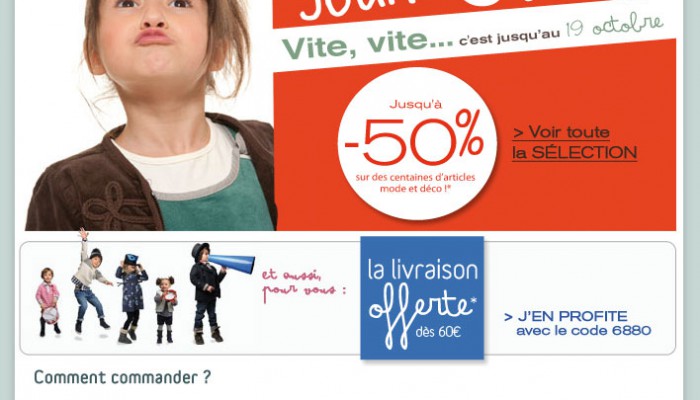 Vite, vite... c'est jusqu'au 19 octobre
Jusqu'à
-50%
sur des centaines d'articles
mode et déco !*
> Voir toute
la SÉLECTION
et aussi,
pour vous :
la livraison
offerte*
dès 60€
> J'EN PROFITE
avec le code 6880
Comment commander ?